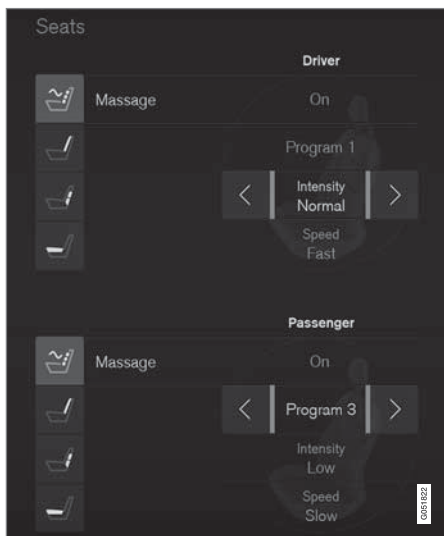 Seats
Driver
Massage On
Program 1
Intensity
Normal
Speed
Fast
Passenger
Massage On
Program 3
Intensity
Low
Speed
Slow
G051822